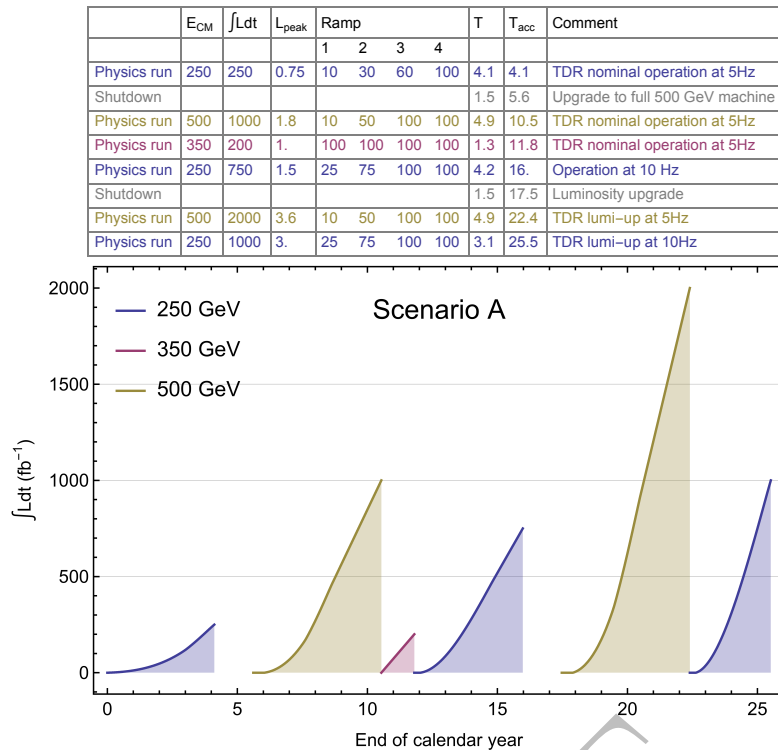 E_CM ∫Ldt L_peak Ramp T T_acc Comment
1 2 3 4
Physics run 250 250 0.75 10 30 60 100 4.1 4.1 TDR nominal operation at 5Hz
Shutdown 1.5 5.6 Upgrade to full 500 GeV machine
Physics run 500 1000 1.8 10 50 100 100 4.9 10.5 TDR nominal operation at 5Hz
Physics run 350 200 1. 100 100 100 100 1.3 11.8 TDR nominal operation at 5Hz
Physics run 250 750 1.5 25 75 100 100 4.2 16. Operation at 10 Hz
Shutdown 1.5 17.5 Luminosity upgrade
Physics run 500 2000 3.6 10 50 100 100 4.9 22.4 TDR lumi−up at 5Hz
Physics run 250 1000 3. 25 75 100 100 3.1 25.5 TDR lumi−up at 10Hz
Scenario A
250 GeV
350 GeV
500 GeV
2000
1500
1000
500
0
∫Ldt (fb⁻¹)
0 5 10 15 20 25
End of calendar year